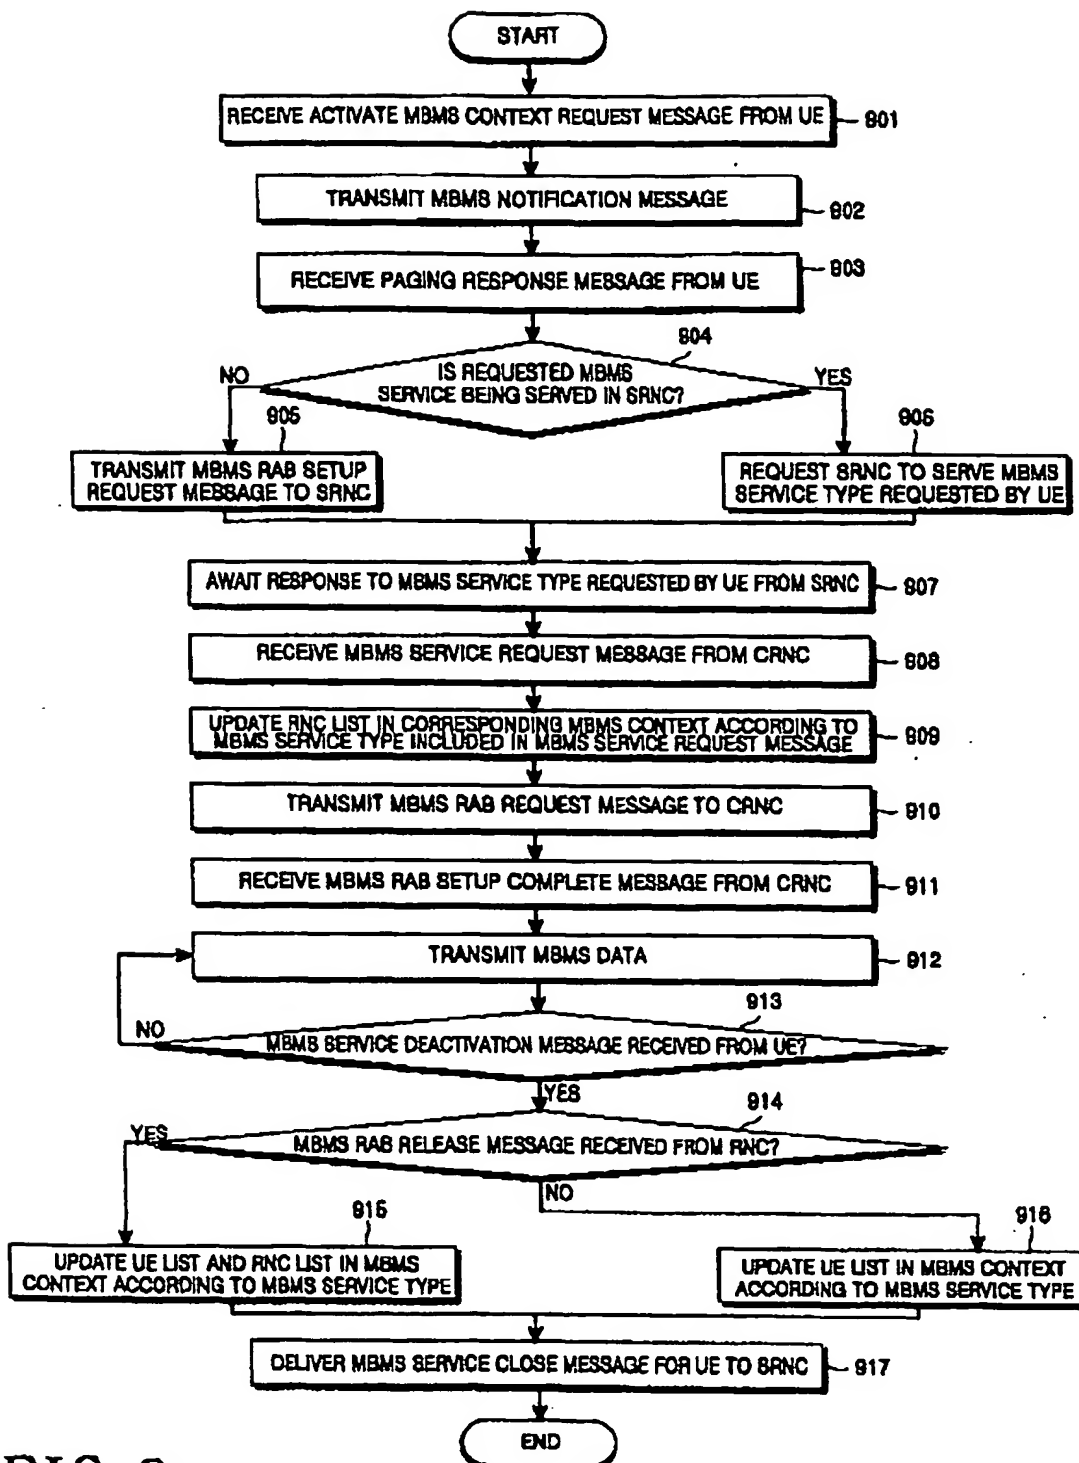 START
RECEIVE ACTIVATE MBMS CONTEXT REQUEST MESSAGE FROM UE
901
TRANSMIT MBMS NOTIFICATION MESSAGE
902
RECEIVE PAGING RESPONSE MESSAGE FROM UE
903
904
IS REQUESTED MBMS
SERVICE BEING SERVED IN SRNC?
NO
YES
905
906
TRANSMIT MBMS RAB SETUP
REQUEST MESSAGE TO SRNC
REQUEST SRNC TO SERVE MBMS
SERVICE TYPE REQUESTED BY UE
AWAIT RESPONSE TO MBMS SERVICE TYPE REQUESTED BY UE FROM SRNC
907
RECEIVE MBMS SERVICE REQUEST MESSAGE FROM CRNC
908
UPDATE RNC LIST IN CORRESPONDING MBMS CONTEXT ACCORDING TO
MBMS SERVICE TYPE INCLUDED IN MBMS SERVICE REQUEST MESSAGE
909
TRANSMIT MBMS RAB REQUEST MESSAGE TO CRNC
910
RECEIVE MBMS RAB SETUP COMPLETE MESSAGE FROM CRNC
911
TRANSMIT MBMS DATA
912
913
NO
MBMS SERVICE DEACTIVATION MESSAGE RECEIVED FROM UE?
YES
914
YES
MBMS RAB RELEASE MESSAGE RECEIVED FROM RNC?
NO
915
916
UPDATE UE LIST AND RNC LIST IN MBMS
CONTEXT ACCORDING TO MBMS SERVICE TYPE
UPDATE UE LIST IN MBMS CONTEXT
ACCORDING TO MBMS SERVICE TYPE
DELIVER MBMS SERVICE CLOSE MESSAGE FOR UE TO SRNC
917
END